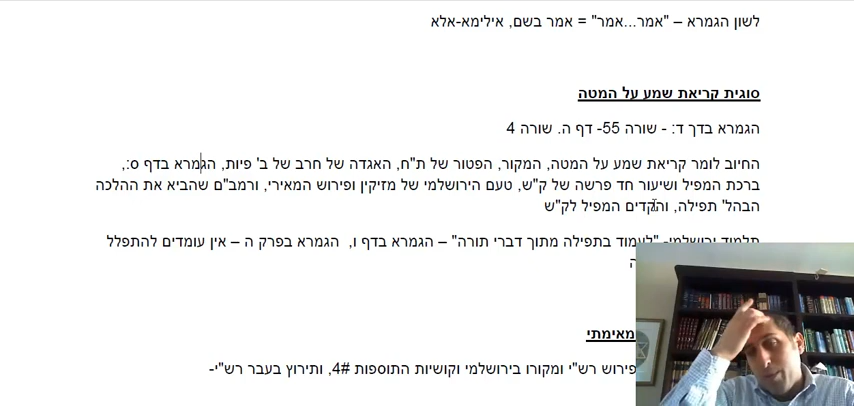 לשון הגמרא – "אמר...אמר" = אמר בשם, אילימא-אלא
סוגית קריאת שמע על המטה
הגמרא בדך ד: - שורה 55- דף ה. שורה 4
החיוב לומר קריאת שמע על המטה, המקור, הפטור של ת"ח, האגדה של חרב של ב' פיות, הגמרא בדף ס:,
ברכת המפיל ושיעור חד פרשה של ק"ש, טעם הירושלמי של מזיקין ופירוש המאירי, ורמב"ם שהביא את ההלכה
הבהל' תפילה, והקדים המפיל לק"ש
תלמוד ירושלמי- "לעמוד בתפילה מתוך דברי תורה" – הגמרא בדף ו, הגמרא בפרק ה – אין עומדים להתפלל
ה
מאימתי
פירוש רש"י ומקורו בירושלמי וקושיות התוספות #4, ותירוץ בעבר רש"י-